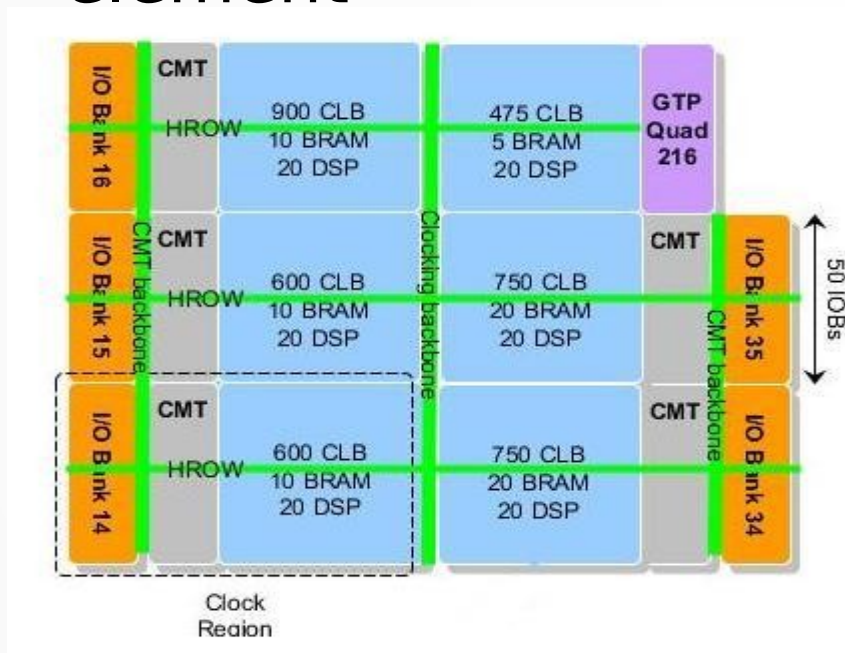 element
I/O Bank 16
CMT
HROW
900 CLB
10 BRAM
20 DSP
475 CLB
5 BRAM
20 DSP
GTP
Quad
216
I/O Bank 15
CMT backbone
CMT
HROW
600 CLB
10 BRAM
20 DSP
Clocking backbone
750 CLB
20 BRAM
20 DSP
CMT
CMT backbone
I/O Bank 35
50 IOBs
I/O Bank 14
CMT
HROW
600 CLB
10 BRAM
20 DSP
750 CLB
20 BRAM
20 DSP
CMT
I/O Bank 34
Clock
Region